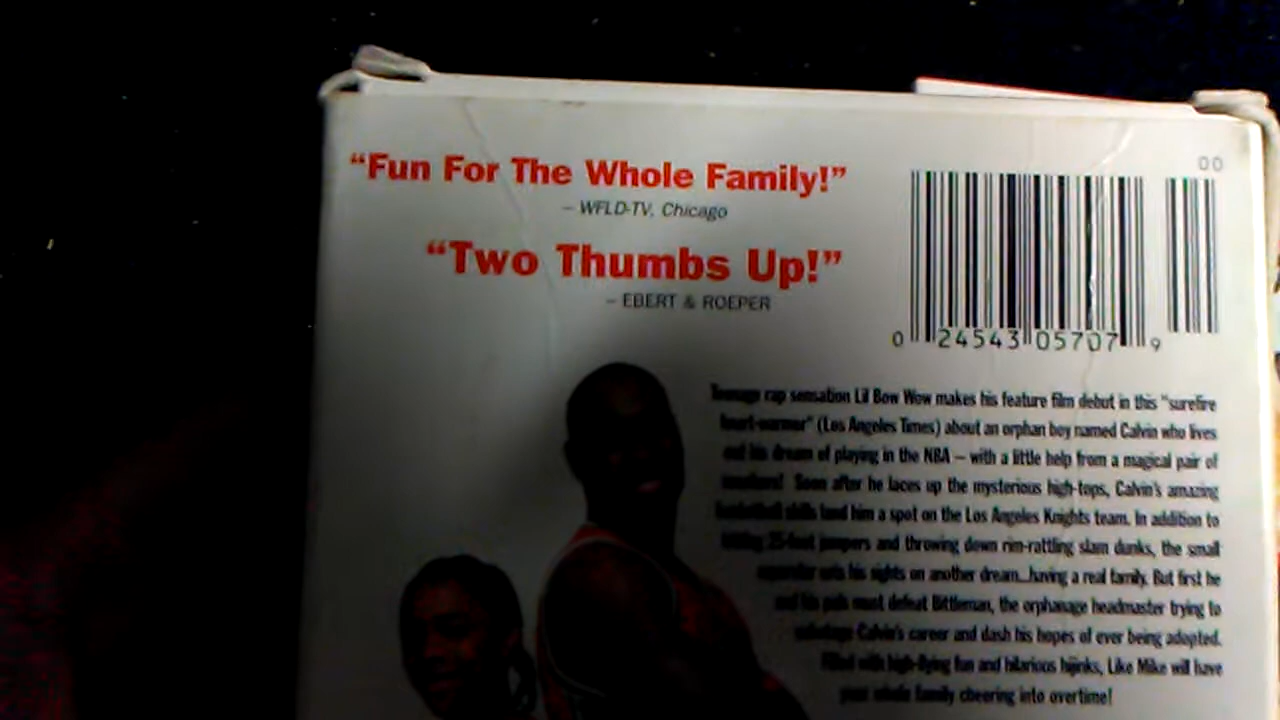 “Fun For The Whole Family!”
– WFLD-TV, Chicago
“Two Thumbs Up!”
– EBERT & ROEPER
00
0 24543 05707 9
Teenage rap sensation Lil Bow Wow makes his feature film debut in this "surefire
heart-warmer" (Los Angeles Times) about an orphan boy named Calvin who lives
out his dream of playing in the NBA – with a little help from a magical pair of
sneakers! Soon after he laces up the mysterious high-tops, Calvin's amazing
basketball skills land him a spot on the Los Angeles Knights team. In addition to
hitting 25-foot jumpers and throwing down rim-rattling slam dunks, the small
superstar sets his sights on another dream...having a real family. But first he
and his pals must defeat Bittleman, the orphanage headmaster trying to
sabotage Calvin's career and dash his hopes of ever being adopted.
Filled with high-flying fun and hilarious hijinks, Like Mike will have
your whole family cheering into overtime!